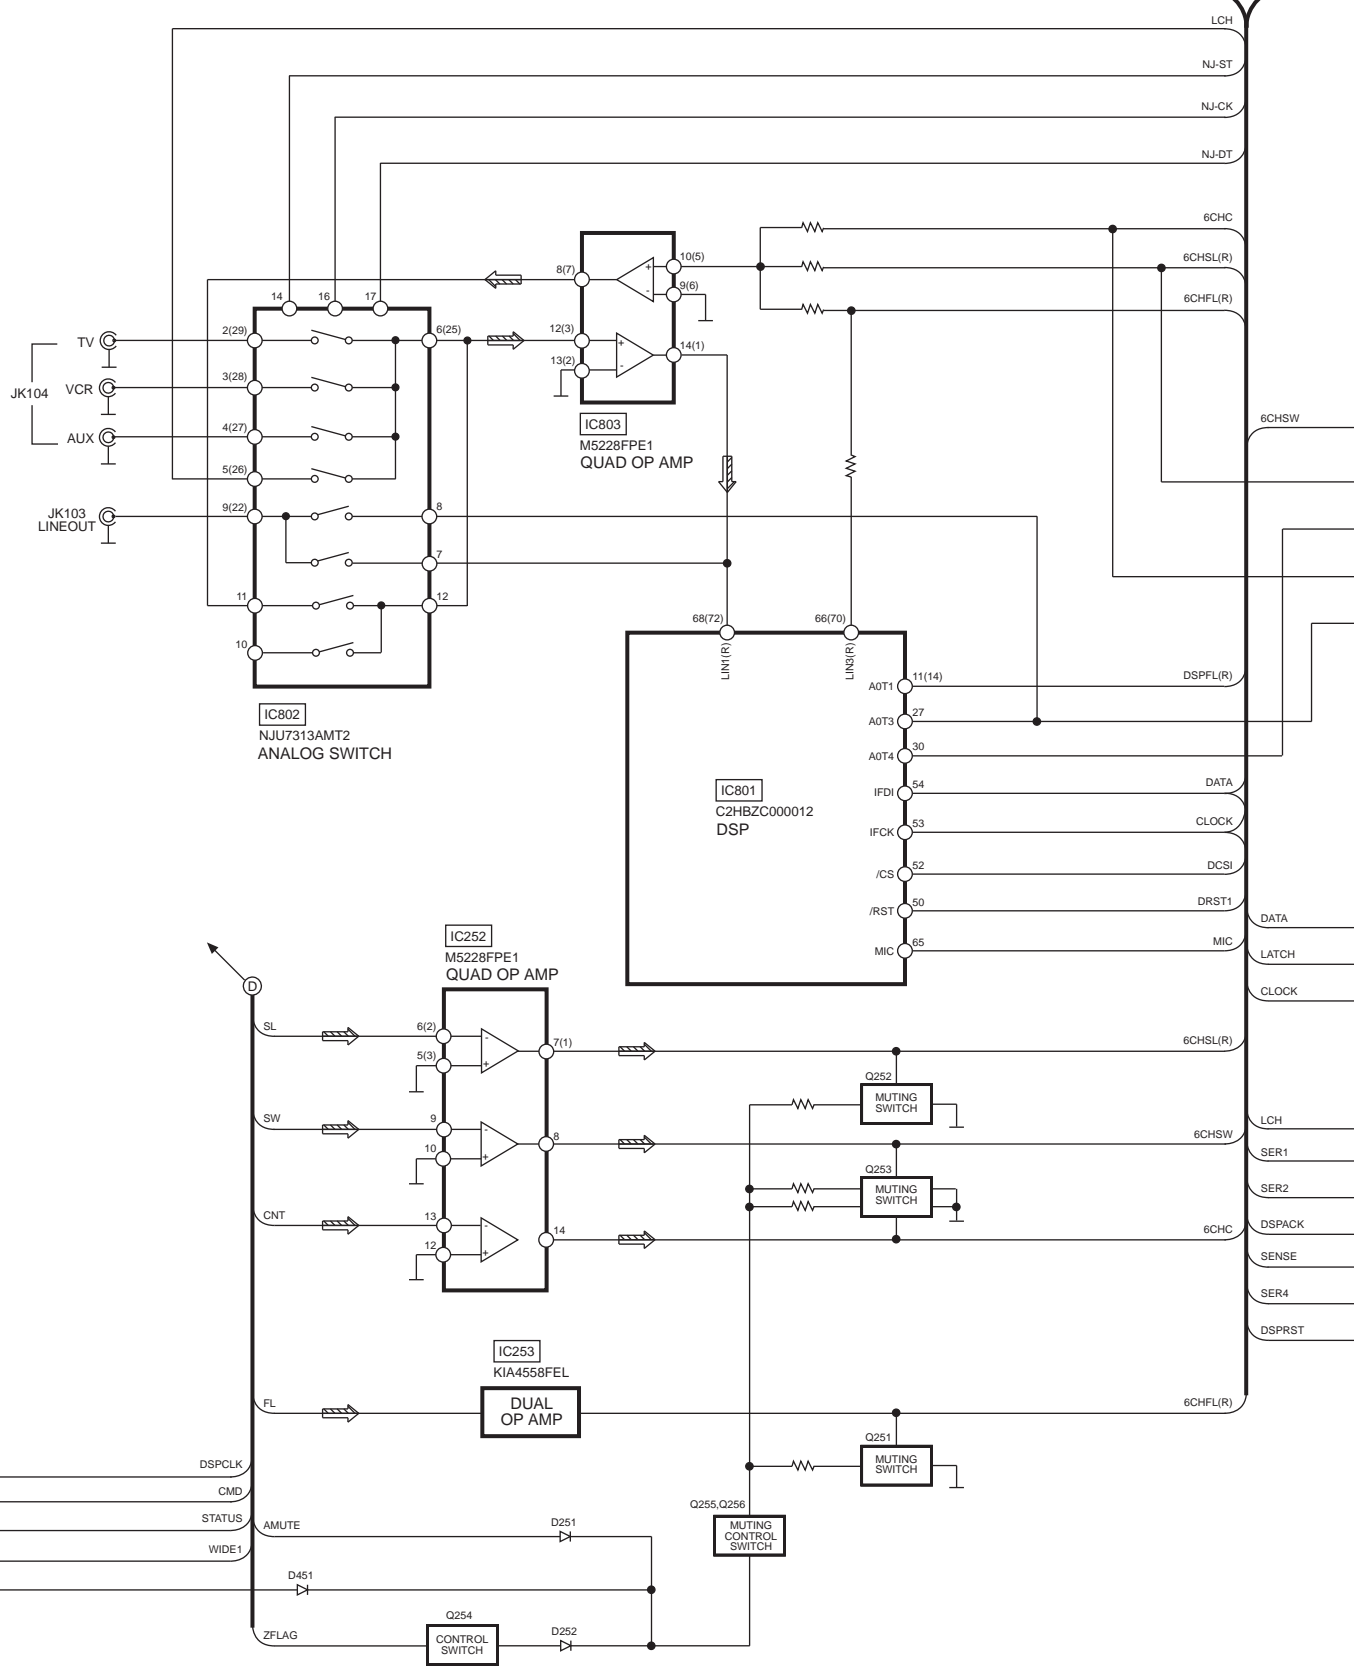 LCH
NJ-ST
NJ-CK
NJ-DT
6CHC
10(5)
6CHSL(R)
8(7)
9(6)
6CHFL(R)
14
16
17
2(29)
6(25)
12(3)
TV
14(1)
13(2)
+
-
+
-
3(28)
JK104
VCR
4(27)
IC803
6CHSW
AUX
M5228FPE1
QUAD OP AMP
5(26)
9(22)
8
JK103
LINEOUT
7
11
12
68(72)
66(70)
10
LIN1(R)
LIN3(R)
A0T1
11(14)
DSPFL(R)
IC802
A0T3
27
NJU7313AMT2
ANALOG SWITCH
A0T4
30
IC801
IFDI
54
DATA
C2HBZC000012
DSP
IFCK
53
CLOCK
/CS
52
DCSI
/RST
50
DRST1
DATA
IC252
MIC
65
MIC
M5228FPE1
QUAD OP AMP
LATCH
D
CLOCK
SL
6(2)
-
7(1)
6CHSL(R)
5(3)
+
Q252
MUTING
SWITCH
SW
9
-
8
6CHSW
LCH
10
+
SER1
Q253
MUTING
SWITCH
SER2
CNT
13
-
14
6CHC
DSPACK
12
+
SENSE
SER4
DSPRST
IC253
KIA4558FEL
FL
DUAL
OP AMP
6CHFL(R)
Q251
MUTING
SWITCH
DSPCLK
CMD
Q255,Q256
STATUS
AMUTE
D251
MUTING
CONTROL
SWITCH
WIDE1
D451
Q254
ZFLAG
CONTROL
SWITCH
D252